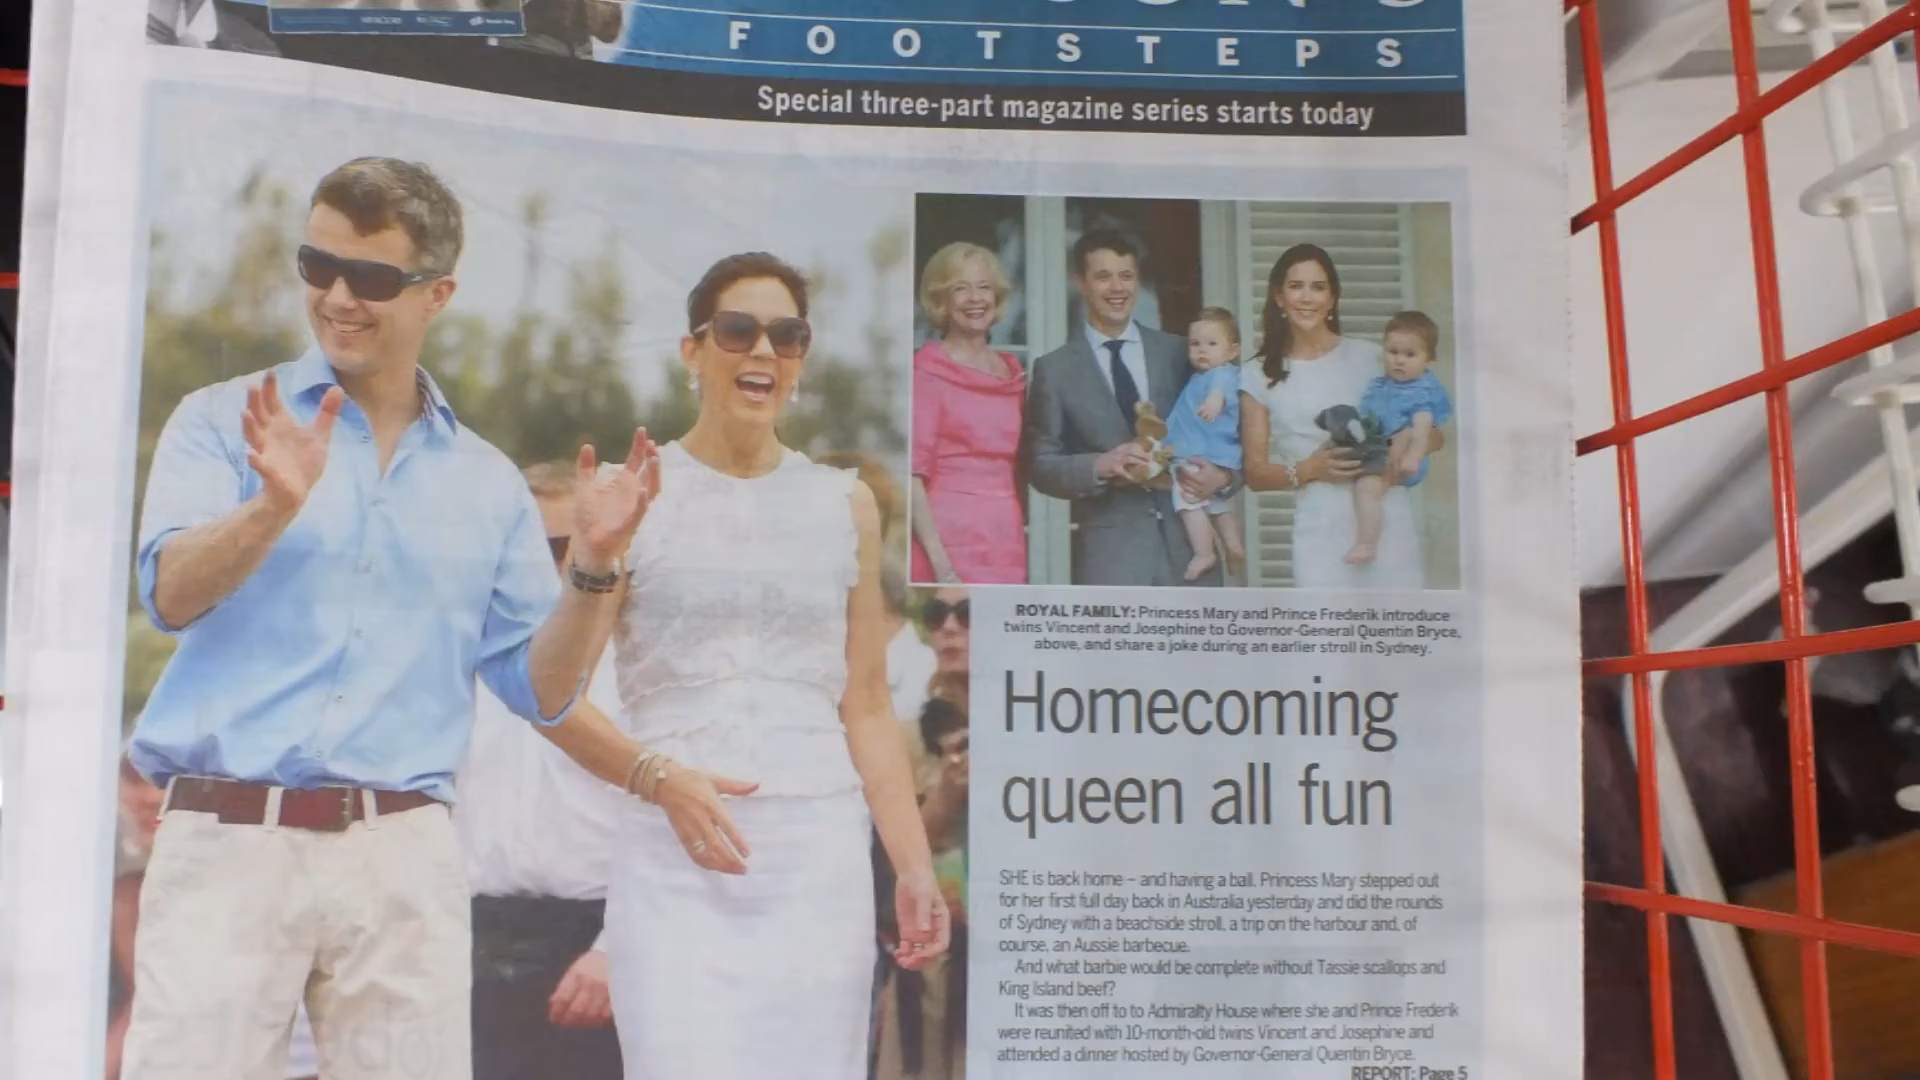 FOOTSTEPS
Special three-part magazine series starts today
ROYAL FAMILY: Princess Mary and Prince Frederik introduce
twins Vincent and Josephine to Governor-General Quentin Bryce,
above, and share a joke during an earlier stroll in Sydney.
Homecoming
queen all fun
SHE is back home – and having a ball. Princess Mary stepped out
for her first full day back in Australia yesterday and did the rounds
of Sydney with a beachside stroll, a trip on the harbour and, of
course, an Aussie barbecue.
And what barbie would be complete without Tassie scallops and
King Island beef?
It was then off to to Admiralty House where she and Prince Frederik
were reunited with 10-month-old twins Vincent and Josephine and
attended a dinner hosted by Governor-General Quentin Bryce.
REPORT: Page 5